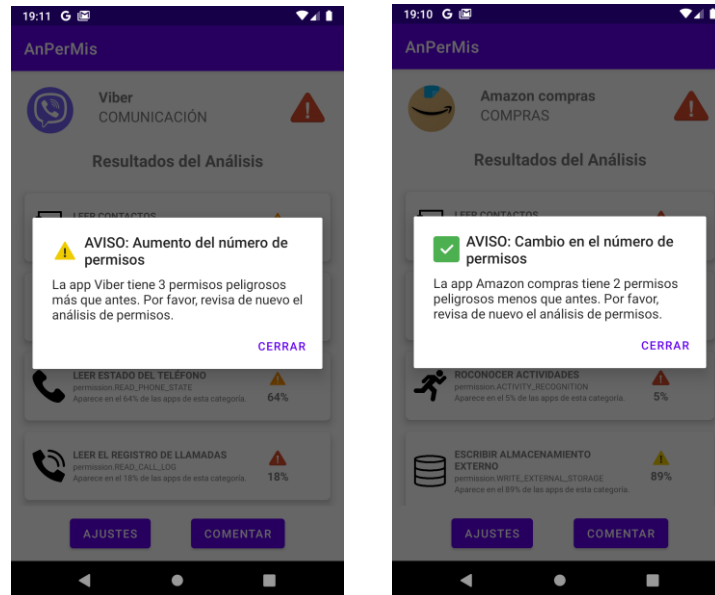 19:11 G
AnPerMis
Viber
COMUNICACIÓN
Resultados del Análisis
LEER CONTACTOS
AVISO: Aumento del número de
permisos
La app Viber tiene 3 permisos peligrosos
más que antes. Por favor, revisa de nuevo el
análisis de permisos.
CERRAR
LEER ESTADO DEL TELÉFONO
permission.READ_PHONE_STATE
Aparece en el 64% de las apps de esta categoría.
64%
LEER EL REGISTRO DE LLAMADAS
permission.READ_CALL_LOG
Aparece en el 18% de las apps de esta categoría.
18%
AJUSTES
COMENTAR
19:10 G
AnPerMis
Amazon compras
COMPRAS
Resultados del Análisis
LEER CONTACTOS
AVISO: Cambio en el número de
permisos
La app Amazon compras tiene 2 permisos
peligrosos menos que antes. Por favor,
revisa de nuevo el análisis de permisos.
CERRAR
ROCONOCER ACTIVIDADES
permission.ACTIVITY_RECOGNITION
Aparece en el 5% de las apps de esta categoría.
5%
ESCRIBIR ALMACENAMIENTO
EXTERNO
permission.WRITE_EXTERNAL_STORAGE
Aparece en el 89% de las apps de esta categoría.
89%
AJUSTES
COMENTAR